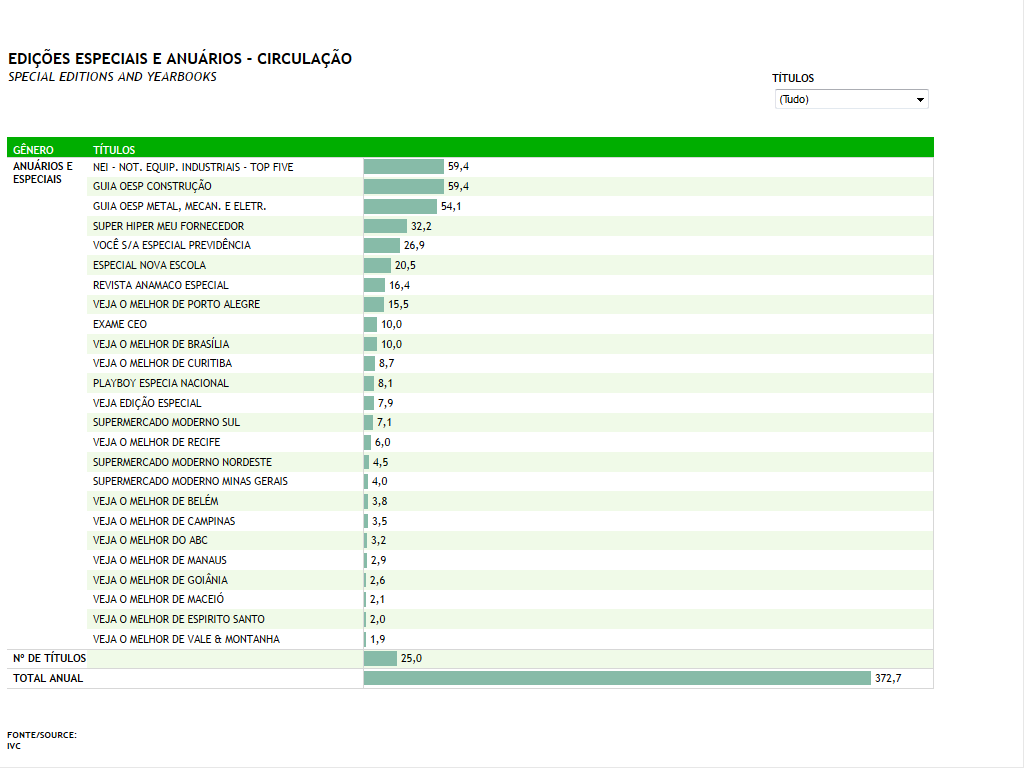 EDIÇÕES ESPECIAIS E ANUÁRIOS - CIRCULAÇÃO
SPECIAL EDITIONS AND YEARBOOKS
TÍTULOS
(Tudo)
GÊNERO TÍTULOS
ANUÁRIOS E
ESPECIAIS
NEI - NOT. EQUIP. INDUSTRIAIS - TOP FIVE 59,4
GUIA OESP CONSTRUÇÃO 59,4
GUIA OESP METAL, MECAN. E ELETR. 54,1
SUPER HIPER MEU FORNECEDOR 32,2
VOCÊ S/A ESPECIAL PREVIDÊNCIA 26,9
ESPECIAL NOVA ESCOLA 20,5
REVISTA ANAMACO ESPECIAL 16,4
VEJA O MELHOR DE PORTO ALEGRE 15,5
EXAME CEO 10,0
VEJA O MELHOR DE BRASÍLIA 10,0
VEJA O MELHOR DE CURITIBA 8,7
PLAYBOY ESPECIA NACIONAL 8,1
VEJA EDIÇÃO ESPECIAL 7,9
SUPERMERCADO MODERNO SUL 7,1
VEJA O MELHOR DE RECIFE 6,0
SUPERMERCADO MODERNO NORDESTE 4,5
SUPERMERCADO MODERNO MINAS GERAIS 4,0
VEJA O MELHOR DE BELÉM 3,8
VEJA O MELHOR DE CAMPINAS 3,5
VEJA O MELHOR DO ABC 3,2
VEJA O MELHOR DE MANAUS 2,9
VEJA O MELHOR DE GOIÂNIA 2,6
VEJA O MELHOR DE MACEIÓ 2,1
VEJA O MELHOR DE ESPIRITO SANTO 2,0
VEJA O MELHOR DE VALE & MONTANHA 1,9
Nº DE TÍTULOS 25,0
TOTAL ANUAL 372,7
FONTE/SOURCE:
IVC